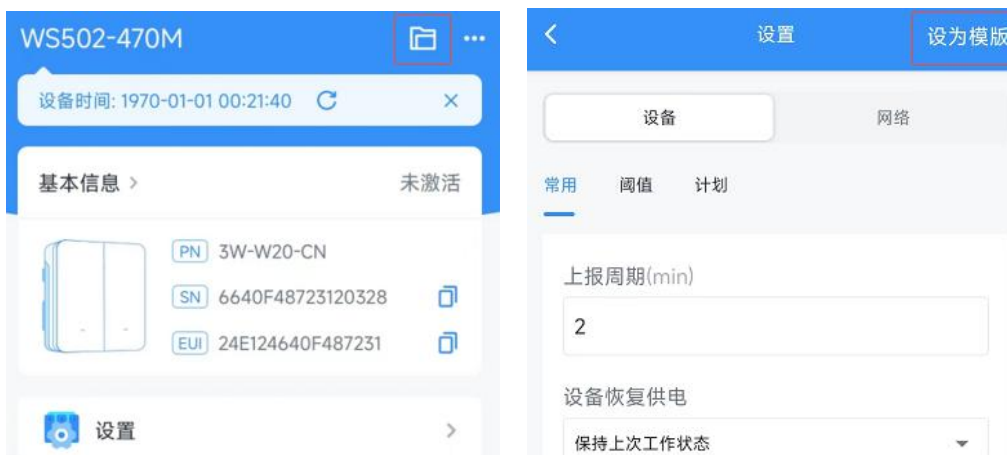 WS502-470M
设备时间: 1970-01-01 00:21:40
基本信息
未激活
PN 3W-W20-CN
SN 6640F48723120328
EUI 24E124640F487231
设置
设置
设为模版
设备
网络
常用
阈值
计划
上报周期(min)
2
设备恢复供电
保持上次工作状态